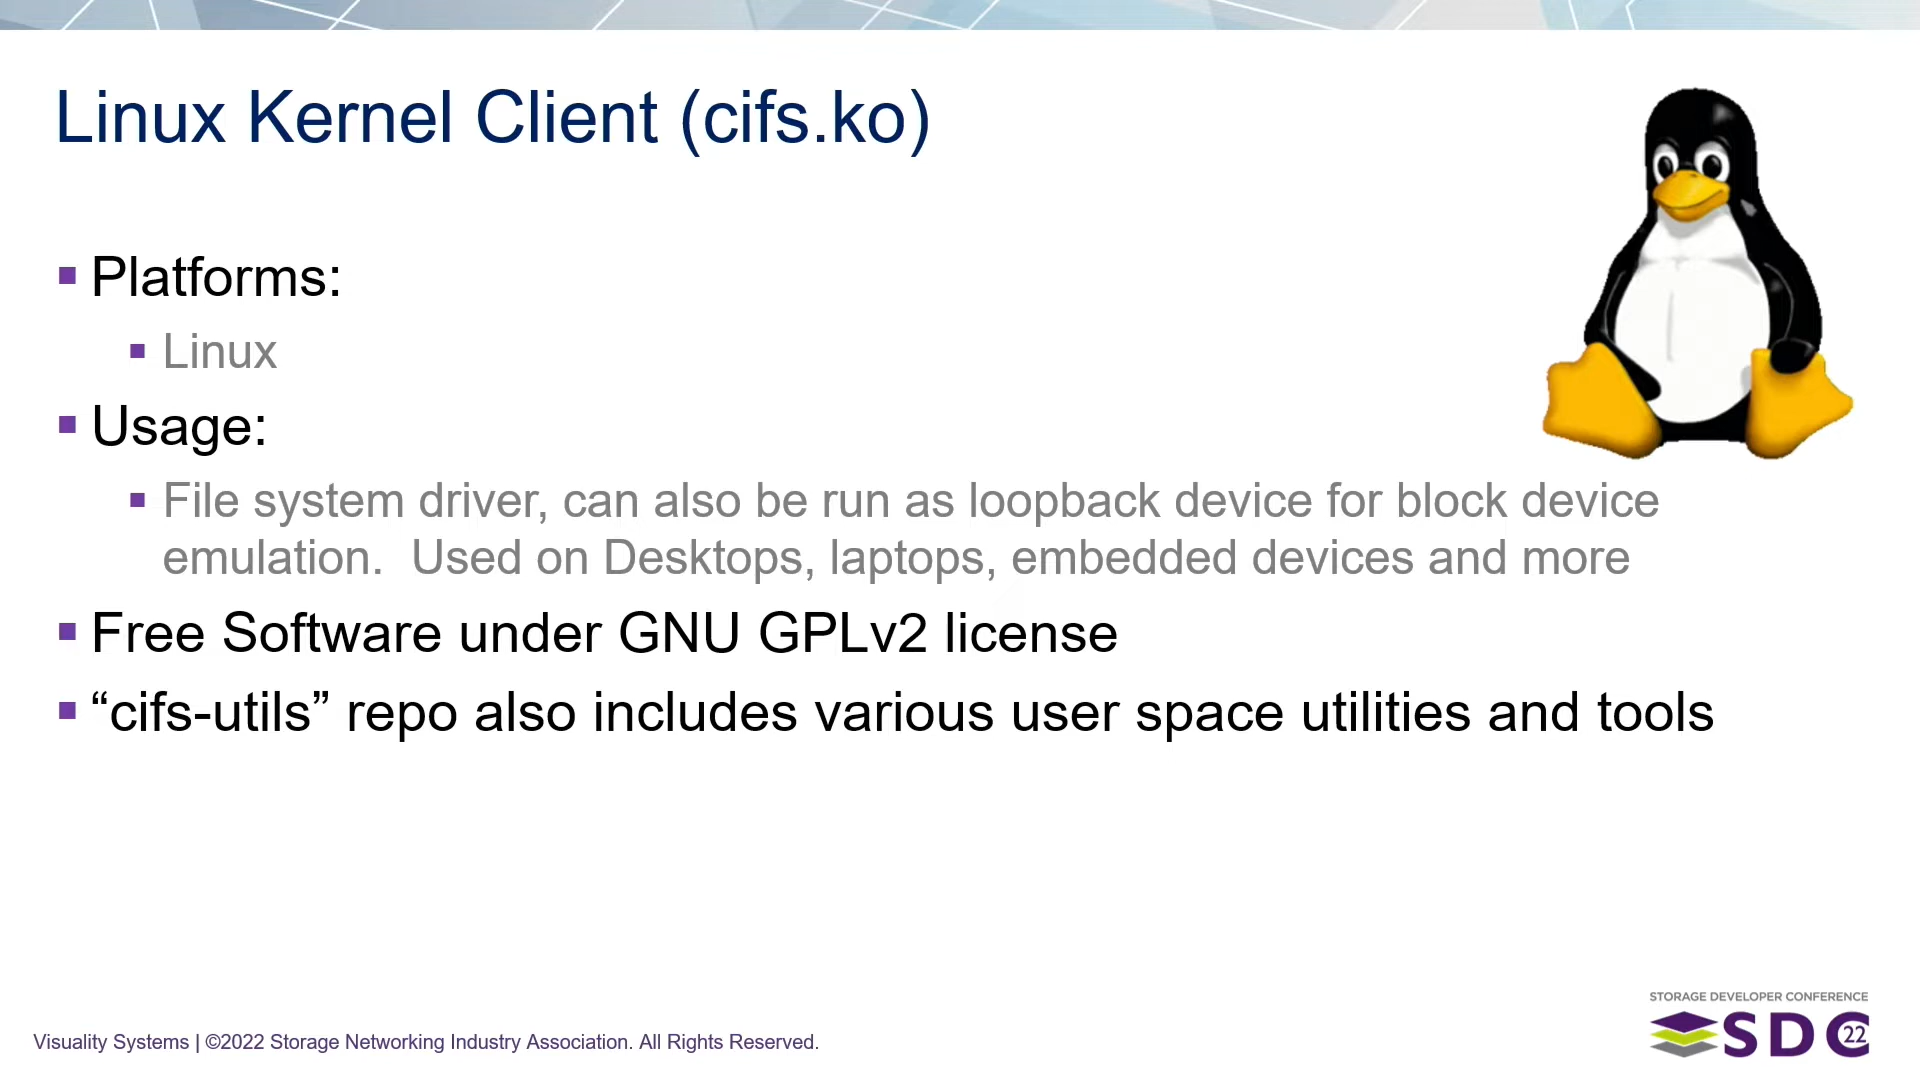 Linux Kernel Client (cifs.ko)
Platforms:
Linux
Usage:
File system driver, can also be run as loopback device for block device
emulation.  Used on Desktops, laptops, embedded devices and more
Free Software under GNU GPLv2 license
“cifs-utils” repo also includes various user space utilities and tools
Visuality Systems | ©2022 Storage Networking Industry Association. All Rights Reserved.
STORAGE DEVELOPER CONFERENCE
SDC 22